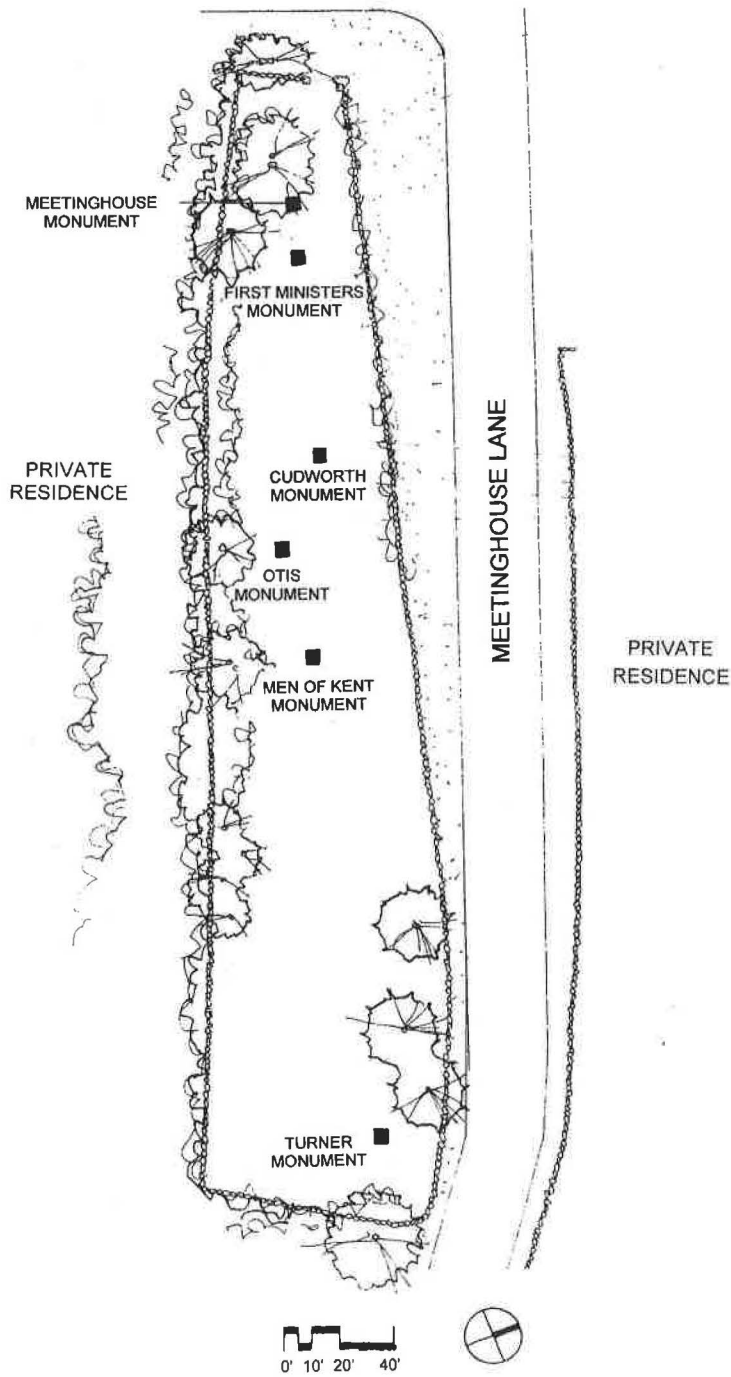 MEETINGHOUSE
MONUMENT
FIRST MINISTERS
MONUMENT
CUDWORTH
MONUMENT
PRIVATE
RESIDENCE
OTIS
MONUMENT
MEETINGHOUSE LANE
MEN OF KENT
MONUMENT
PRIVATE
RESIDENCE
TURNER
MONUMENT
0' 10' 20' 40'